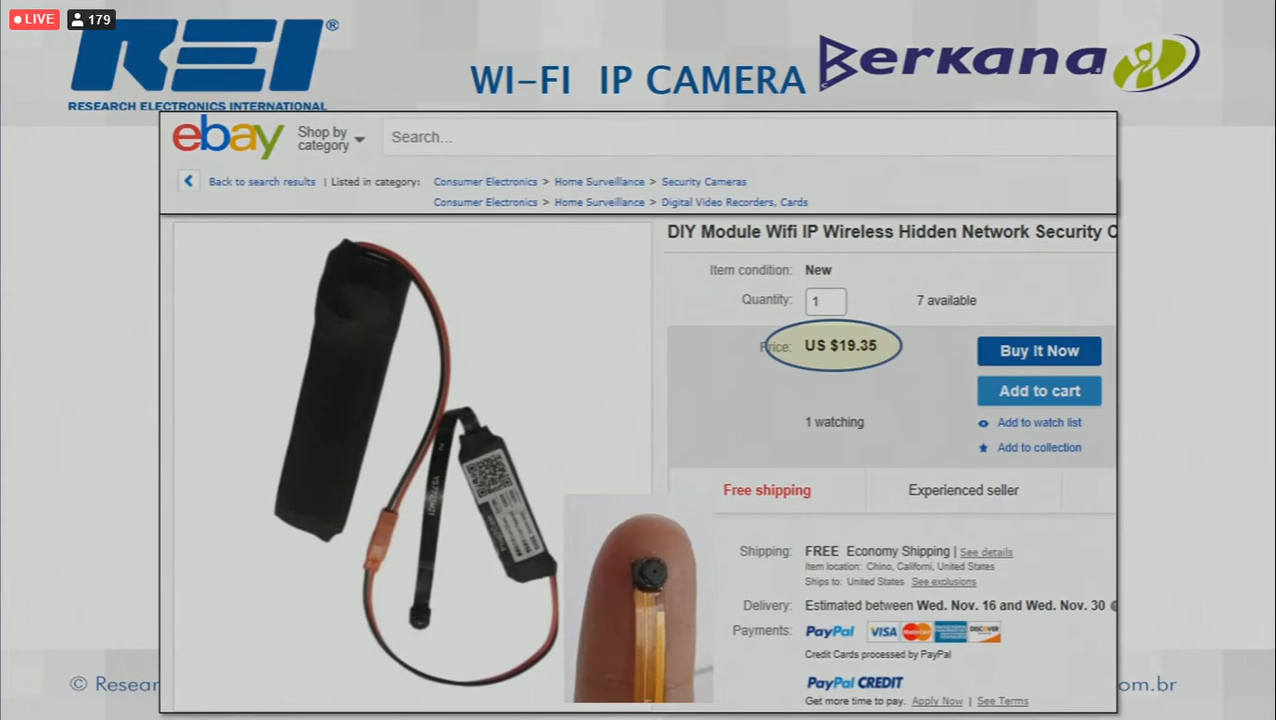 LIVE 179
REI®
RESEARCH ELECTRONICS INTERNATIONAL
WI-FI IP CAMERA
Berkana
ebay Shop by category Search...
Back to search results | Listed in category: Consumer Electronics > Home Surveillance > Security Cameras
Consumer Electronics > Home Surveillance > Digital Video Recorders, Cards
DIY Module Wifi IP Wireless Hidden Network Security
Item condition: New
Quantity: 1 7 available
Price: US $19.35
Buy It Now
Add to cart
1 watching
Add to watch list
Add to collection
Free shipping Experienced seller
Shipping: FREE Economy Shipping | See details
Item location: Chino, Californi, United States
Ships to: United States See exclusions
Delivery: Estimated between Wed. Nov. 16 and Wed. Nov. 30
Payments: PayPal VISA MasterCard DISCOVER
Credit Cards processed by PayPal
PayPal CREDIT
Get more time to pay. Apply Now | See Terms
© Resear
om.br